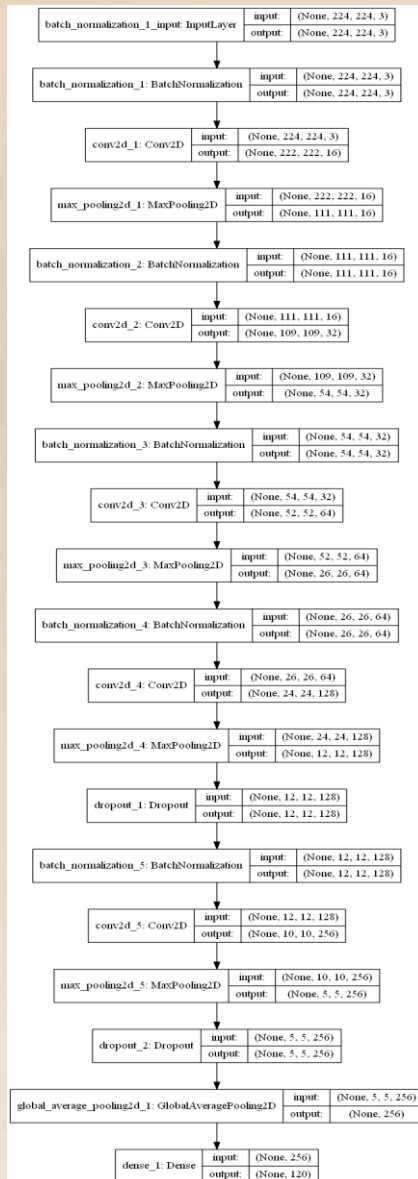 batch_normalization_1_input: InputLayer
input: (None, 224, 224, 3)
output: (None, 224, 224, 3)
batch_normalization_1: BatchNormalization
input: (None, 224, 224, 3)
output: (None, 224, 224, 3)
conv2d_1: Conv2D
input: (None, 224, 224, 3)
output: (None, 222, 222, 16)
max_pooling2d_1: MaxPooling2D
input: (None, 222, 222, 16)
output: (None, 111, 111, 16)
batch_normalization_2: BatchNormalization
input: (None, 111, 111, 16)
output: (None, 111, 111, 16)
conv2d_2: Conv2D
input: (None, 111, 111, 16)
output: (None, 109, 109, 32)
max_pooling2d_2: MaxPooling2D
input: (None, 109, 109, 32)
output: (None, 54, 54, 32)
batch_normalization_3: BatchNormalization
input: (None, 54, 54, 32)
output: (None, 54, 54, 32)
conv2d_3: Conv2D
input: (None, 54, 54, 32)
output: (None, 52, 52, 64)
max_pooling2d_3: MaxPooling2D
input: (None, 52, 52, 64)
output: (None, 26, 26, 64)
batch_normalization_4: BatchNormalization
input: (None, 26, 26, 64)
output: (None, 26, 26, 64)
conv2d_4: Conv2D
input: (None, 26, 26, 64)
output: (None, 24, 24, 128)
max_pooling2d_4: MaxPooling2D
input: (None, 24, 24, 128)
output: (None, 12, 12, 128)
dropout_1: Dropout
input: (None, 12, 12, 128)
output: (None, 12, 12, 128)
batch_normalization_5: BatchNormalization
input: (None, 12, 12, 128)
output: (None, 12, 12, 128)
conv2d_5: Conv2D
input: (None, 12, 12, 128)
output: (None, 10, 10, 256)
max_pooling2d_5: MaxPooling2D
input: (None, 10, 10, 256)
output: (None, 5, 5, 256)
dropout_2: Dropout
input: (None, 5, 5, 256)
output: (None, 5, 5, 256)
global_average_pooling2d_1: GlobalAveragePooling2D
input: (None, 5, 5, 256)
output: (None, 256)
dense_1: Dense
input: (None, 256)
output: (None, 120)